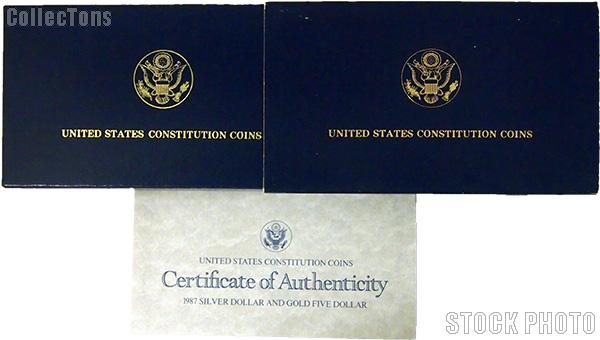 CollecTons
UNITED STATES CONSTITUTION COINS
UNITED STATES CONSTITUTION COINS
UNITED STATES CONSTITUTION COINS
Certificate of Authenticity
1987 SILVER DOLLAR AND GOLD FIVE DOLLAR
STOCK PHOTO